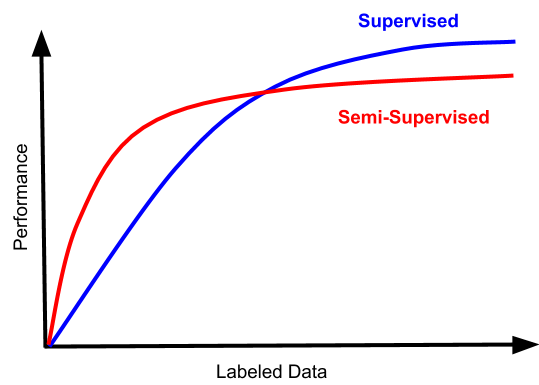 Supervised
Semi-Supervised
Performance
Labeled Data